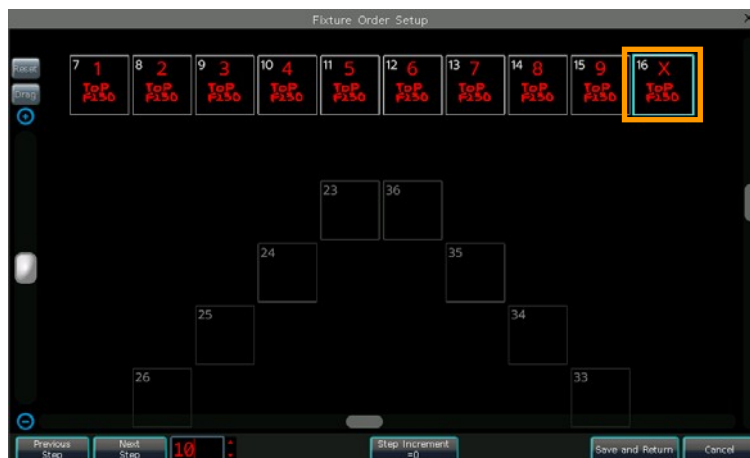 Fixture Order Setup
X
Reset
7 1 8 2 9 3 10 4 11 5 12 6 13 7 14 8 15 9 16 X
TOP TOP TOP TOP TOP TOP TOP TOP TOP TOP
F150 F150 F150 F150 F150 F150 F150 F150 F150 F150
Drag
23 36
24 35
25 34
26 33
Previous Step
Next Step
10
Step Increment
=0
Save and Return
Cancel